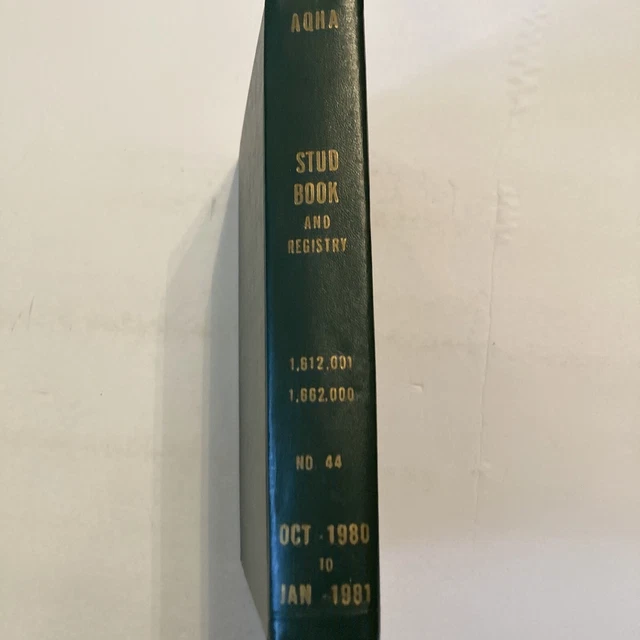 AQHA
STUD
BOOK
AND
REGISTRY
1,612,001
1,662,000
NO 44
OCT - 1980
TO
JAN - 1981